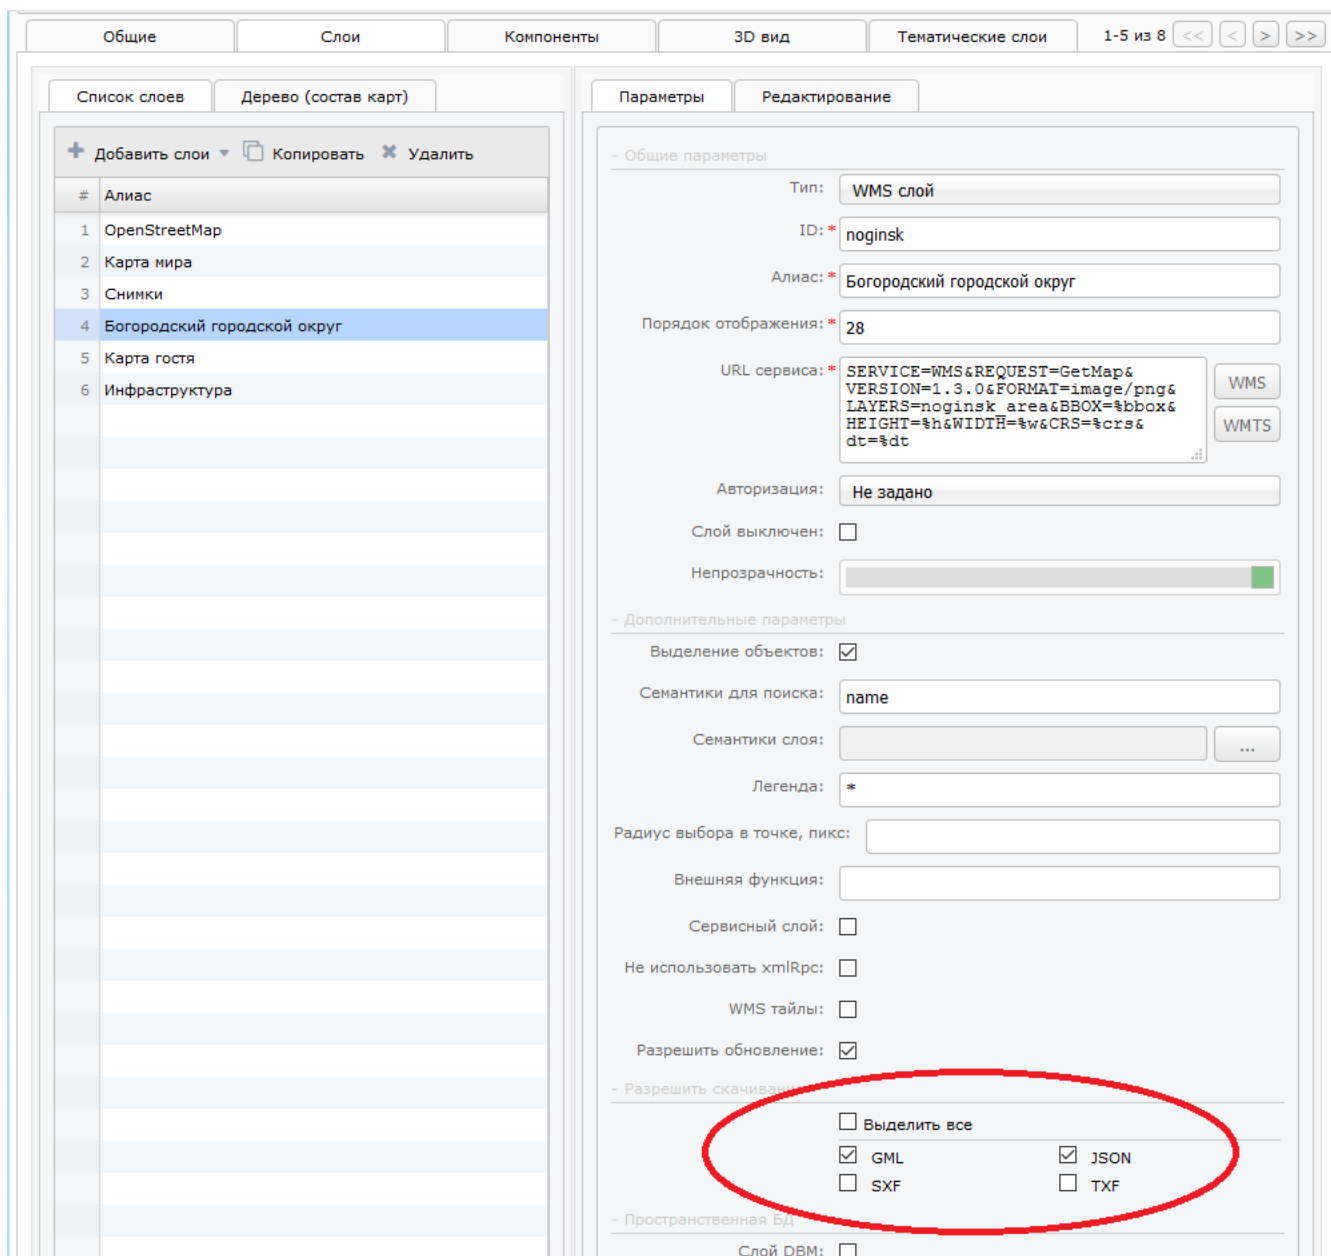 Общие
Слои
Компоненты
3D вид
Тематические слои
1-5 из 8 << < > >>
Список слоев
Дерево (состав карт)
Добавить слои
Копировать
Удалить
# Алиас
1 OpenStreetMap
2 Карта мира
3 Снимки
4 Богородский городской округ
5 Карта гостя
6 Инфраструктура
Параметры
Редактирование
- Общие параметры
Тип: WMS слой
ID:* noginsk
Алиас:* Богородский городской округ
Порядок отображения:* 28
URL сервиса:* SERVICE=WMS&REQUEST=GetMap&
VERSION=1.3.0&FORMAT=image/png&
LAYERS=noginsk_area&BBOX=%bbox&
HEIGHT=%h&WIDTH=%w&CRS=%crs&
dt=%dt
WMS
WMTS
Авторизация: Не задано
Слой выключен:
Непрозрачность:
- Дополнительные параметры
Выделение объектов:
Семантики для поиска: name
Семантики слоя: ...
Легенда: *
Радиус выбора в точке, пикс:
Внешняя функция:
Сервисный слой:
Не использовать xmlRpc:
WMS тайлы:
Разрешить обновление:
- Разрешить скачивание
Выделить все
GML JSON
SXF TXF
- Пространственная БД
Слой DBM: